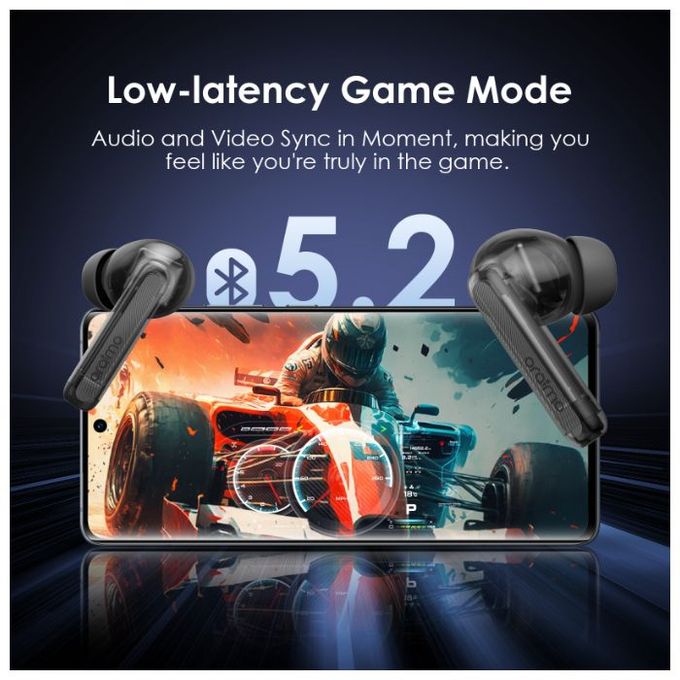 Low-latency Game Mode
Audio and Video Sync in Moment, making you
feel like you're truly in the game.
5.2
oraimo
oraimo
P